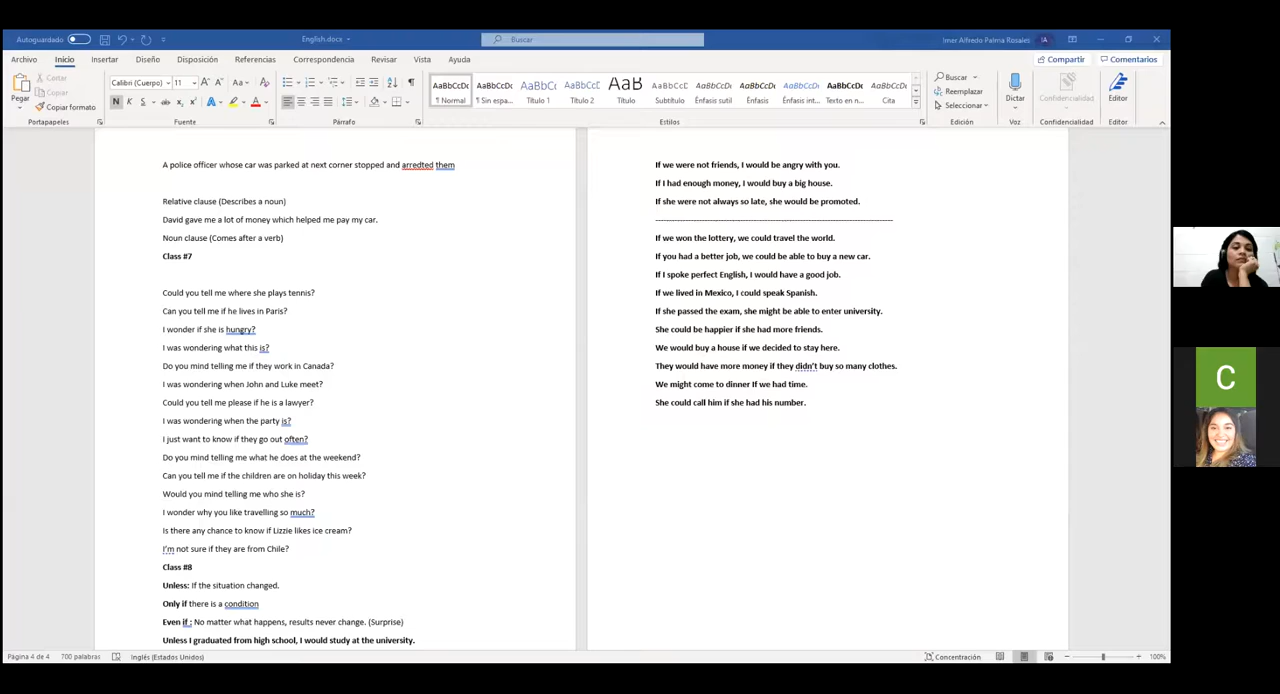 Autoguardado
English.docx
Buscar
Imer Alfredo Palma Rosales
IA
Archivo
Inicio
Insertar
Diseño
Disposición
Referencias
Correspondencia
Revisar
Vista
Ayuda
Compartir
Comentarios
Pegar
Cortar
Copiar
Copiar formato
Portapapeles
Calibri (Cuerpo)
11
Fuente
Párrafo
AaBbCcDc
AaBbCcDc
AaBbCc
AaBbCcC
AaB
AaBbCcC
AaBbCcDc
AaBbCcDc
AaBbCcDc
AaBbCcDc
AaBbCcDc
¶ Normal
¶ Sin espa...
Título 1
Título 2
Título
Subtítulo
Énfasis sutil
Énfasis
Énfasis int...
Texto en n...
Cita
Estilos
Buscar
Reemplazar
Seleccionar
Edición
Dictar
Voz
Confidencialidad
Confidencialidad
Editor
Editor
A police officer whose car was parked at next corner stopped and arredted them
Relative clause (Describes a noun)
David gave me a lot of money which helped me pay my car.
Noun clause (Comes after a verb)
Class #7
Could you tell me where she plays tennis?
Can you tell me if he lives in Paris?
I wonder if she is hungry?
I was wondering what this is?
Do you mind telling me if they work in Canada?
I was wondering when John and Luke meet?
Could you tell me please if he is a lawyer?
I was wondering when the party is?
I just want to know if they go out often?
Do you mind telling me what he does at the weekend?
Can you tell me if the children are on holiday this week?
Would you mind telling me who she is?
I wonder why you like travelling so much?
Is there any chance to know if Lizzie likes ice cream?
I'm not sure if they are from Chile?
Class #8
Unless: If the situation changed.
Only if there is a condition
Even if : No matter what happens, results never change. (Surprise)
Unless I graduated from high school, I would study at the university.
If we were not friends, I would be angry with you.
If I had enough money, I would buy a big house.
If she were not always so late, she would be promoted.
If we won the lottery, we could travel the world.
If you had a better job, we could be able to buy a new car.
If I spoke perfect English, I would have a good job.
If we lived in Mexico, I could speak Spanish.
If she passed the exam, she might be able to enter university.
She could be happier if she had more friends.
We would buy a house if we decided to stay here.
They would have more money if they didn't buy so many clothes.
We might come to dinner If we had time.
She could call him if she had his number.
C
Página 4 de 4
700 palabras
Inglés (Estados Unidos)
Concentración
100%